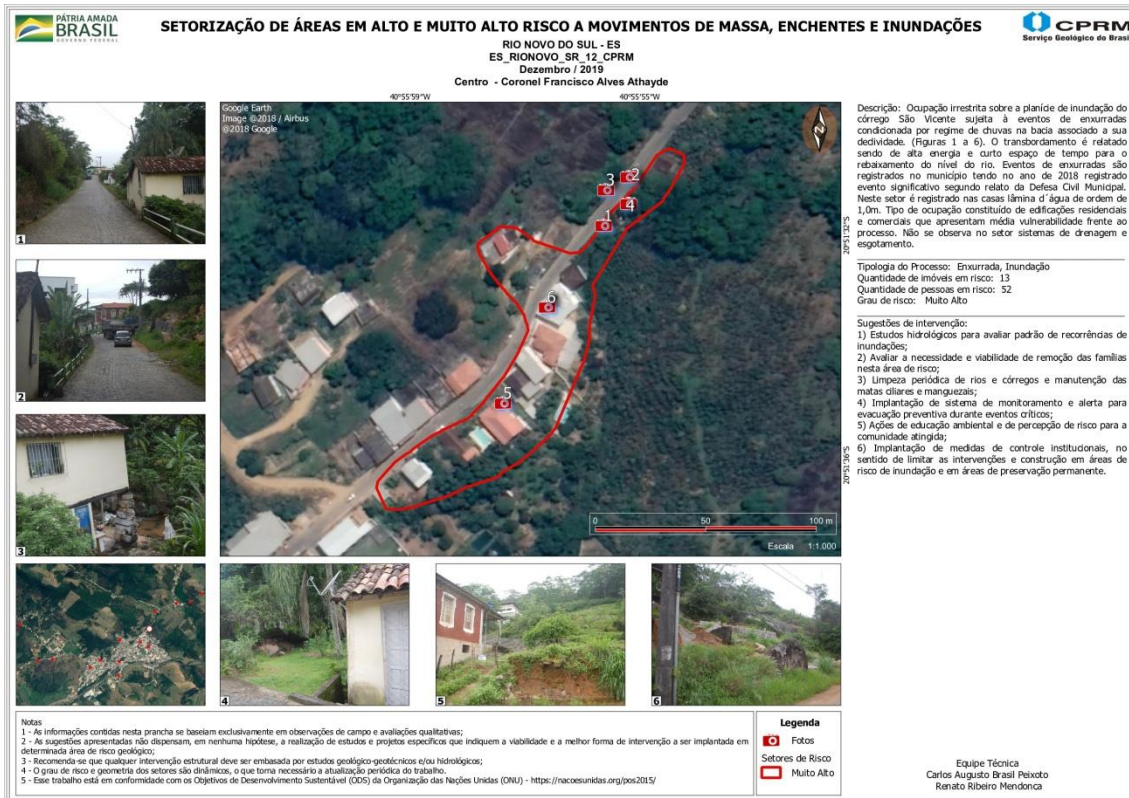 PÁTRIA AMADA
BRASIL
GOVERNO FEDERAL
SETORIZAÇÃO DE ÁREAS EM ALTO E MUITO ALTO RISCO A MOVIMENTOS DE MASSA, ENCHENTES E INUNDAÇÕES
RIO NOVO DO SUL - ES
ES_RIONOVO_SR_12_CPRM
Dezembro / 2019
Centro - Coronel Francisco Alves Athayde
CPRM
Serviço Geológico do Brasil
40°55'59"W
40°55'55"W
Google Earth
Image @2018 / Airbus
@2018 Google
N
20°51'32"S
20°51'36"S
1
2
3
4
5
6
0 50 100 m
Escala 1:1.000
1
2
3
4
5
6
Descrição: Ocupação irrestrita sobre a planície de inundação do
córrego São Vicente sujeita à eventos de enxurradas
condicionada por regime de chuvas na bacia associado a sua
declividade. (Figuras 1 a 6). O transbordamento é relatado
sendo de alta energia e curto espaço de tempo para o
rebaixamento do nível do rio. Eventos de enxurradas são
registrados no município tendo no ano de 2018 registrado
evento significativo segundo relato da Defesa Civil Municipal.
Neste setor é registrado nas casas lâmina d´água de ordem de
1,0m. Tipo de ocupação constituído de edificações residenciais
e comerciais que apresentam média vulnerabilidade frente ao
processo. Não se observa no setor sistemas de drenagem e
esgotamento.
Tipologia do Processo: Enxurrada, Inundação
Quantidade de imóveis em risco: 13
Quantidade de pessoas em risco: 52
Grau de risco: Muito Alto
Sugestões de intervenção:
1) Estudos hidrológicos para avaliar padrão de recorrências de
inundações;
2) Avaliar a necessidade e viabilidade de remoção das famílias
nesta área de risco;
3) Limpeza periódica de rios e córregos e manutenção das
matas ciliares e manguezais;
4) Implantação de sistema de monitoramento e alerta para
evacuação preventiva durante eventos críticos;
5) Ações de educação ambiental e de percepção de risco para a
comunidade atingida;
6) Implantação de medidas de controle institucionais, no
sentido de limitar as intervenções e construção em áreas de
risco de inundação e em áreas de preservação permanente.
Notas
1 - As informações contidas nesta prancha se baseiam exclusivamente em observações de campo e avaliações qualitativas;
2 - As sugestões apresentadas não dispensam, em nenhuma hipótese, a realização de estudos e projetos específicos que indiquem a viabilidade e a melhor forma de intervenção a ser implantada em
determinada área de risco geológico;
3 - Recomenda-se que qualquer intervenção estrutural deve ser embasada por estudos geológico-geotécnicos e/ou hidrológicos;
4 - O grau de risco e geometria dos setores são dinâmicos, o que torna necessário a atualização periódica do trabalho.
5 - Esse trabalho está em conformidade com os Objetivos de Desenvolvimento Sustentável (ODS) da Organização das Nações Unidas (ONU) - https://nacoesunidas.org/pos2015/
Legenda
Fotos
Setores de Risco
Muito Alto
Equipe Técnica
Carlos Augusto Brasil Peixoto
Renato Ribeiro Mendonca